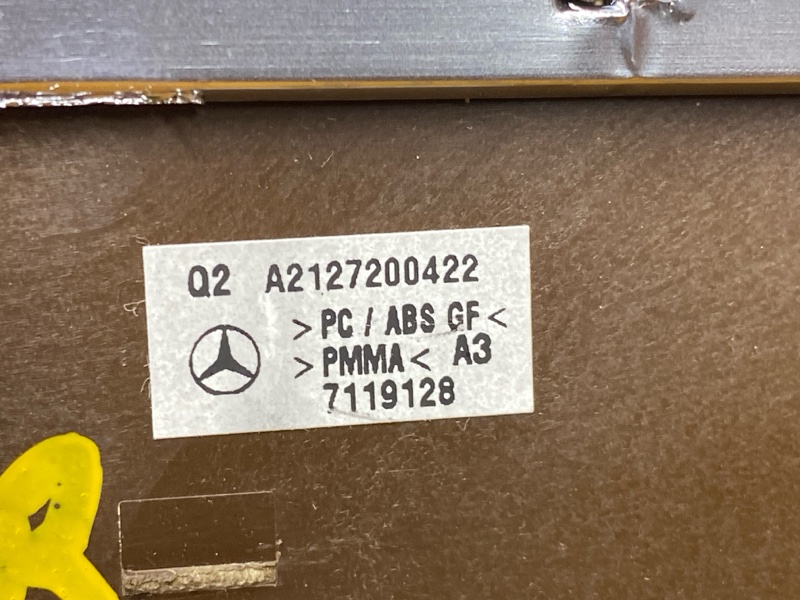 Q2 A2127200422
>PC / ABS GF<
>PMMA< A3
7119128